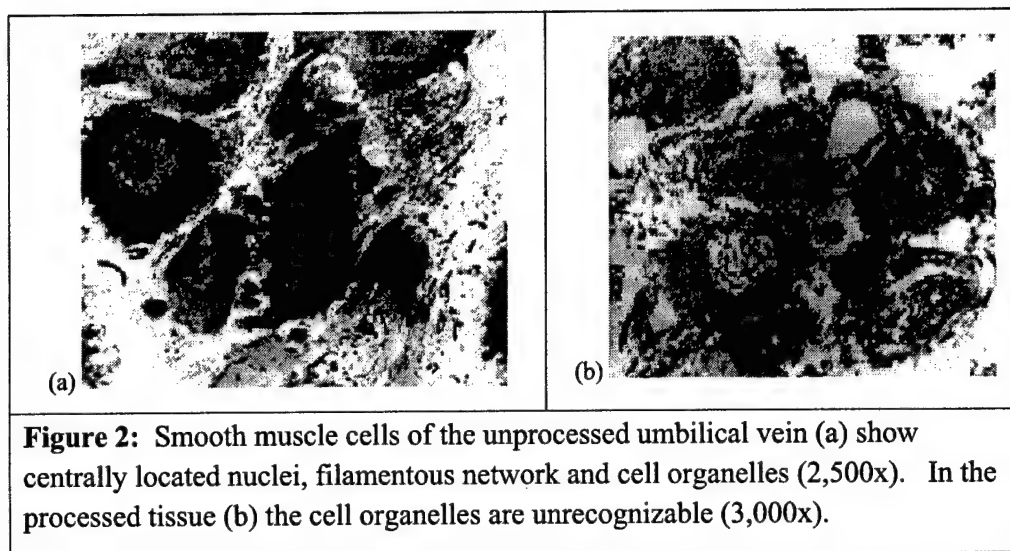 (a)
(b)
Figure 2: Smooth muscle cells of the unprocessed umbilical vein (a) show
centrally located nuclei, filamentous network and cell organelles (2,500x). In the
processed tissue (b) the cell organelles are unrecognizable (3,000x).